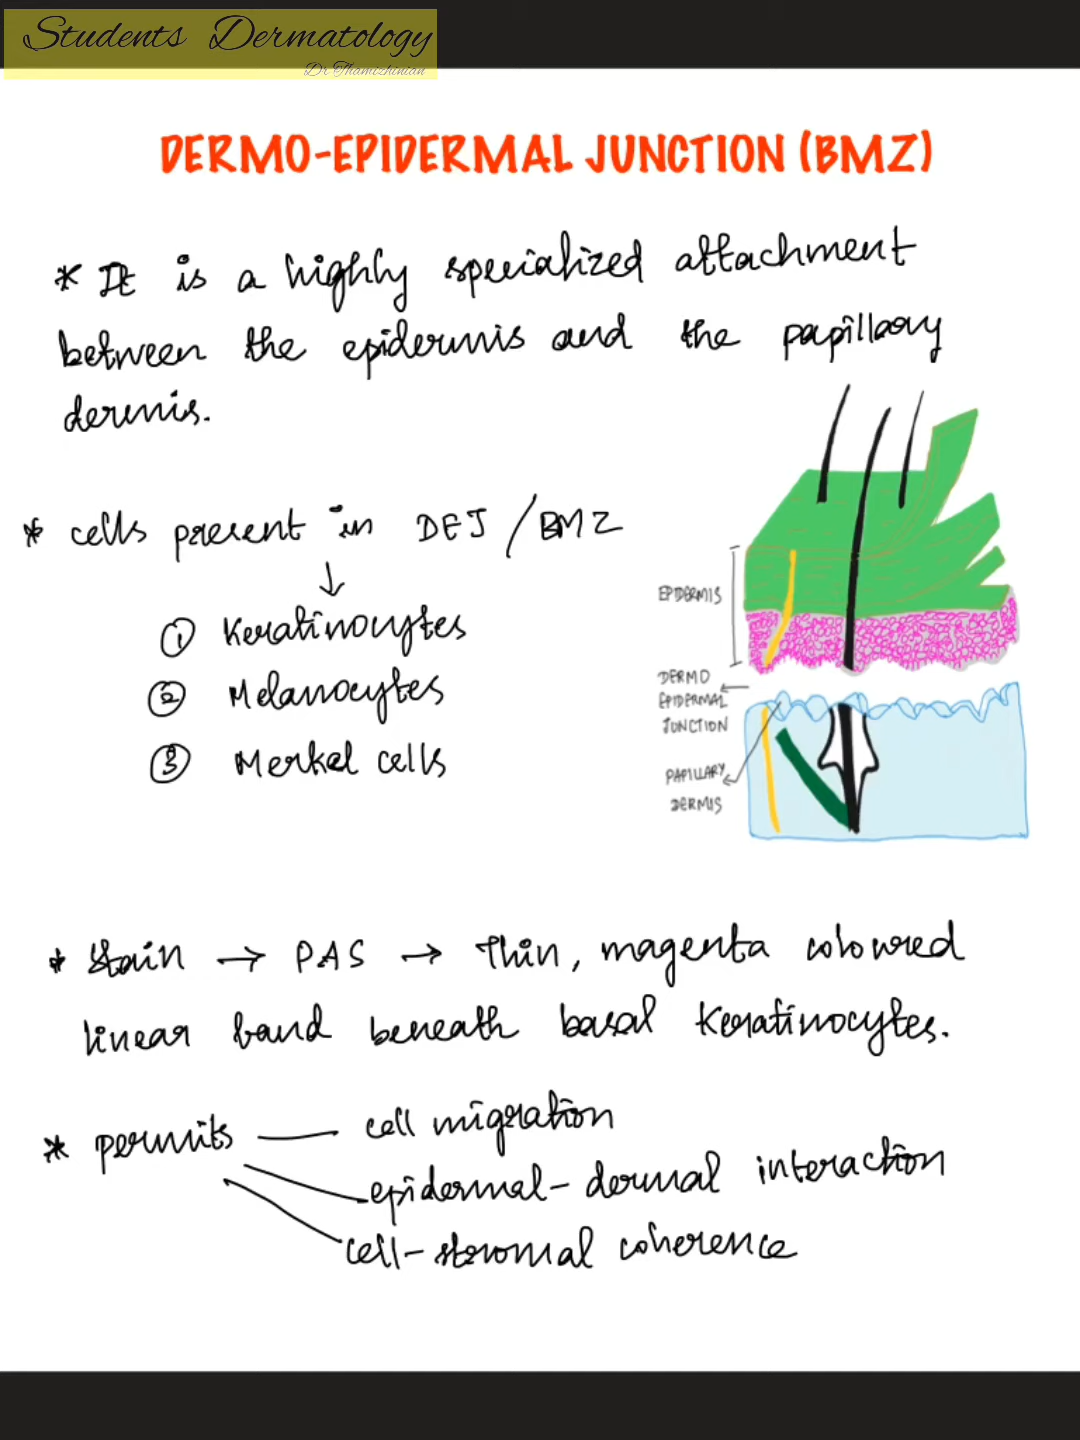 Students Dermatology
Dr Thamizhinian
DERMO-EPIDERMAL JUNCTION (BMZ)
* It is a highly specialized attachment
between the epidermis and the papillary
dermis.
* cells present in DEJ / BMZ
↓
① Keratinocytes
② Melanocytes
③ Merkel cells
EPIDERMIS
DERMO
EPIDERMAL
JUNCTION
PAPILLARY
DERMIS
* Stain → PAS → Thin, magenta coloured
linear band beneath basal Keratinocytes.
* permits — cell migration
epidermal-dermal interaction
cell-stromal coherence